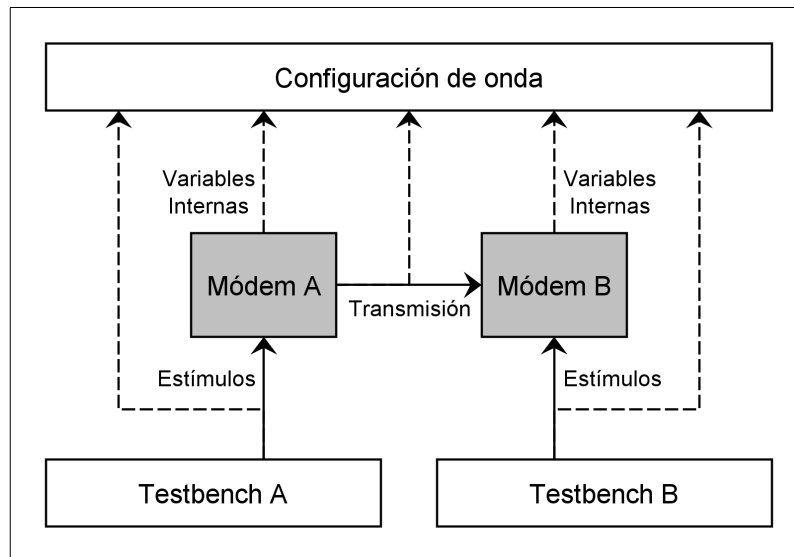 Configuración de onda
Variables
Internas
Variables
Internas
Módem A
Transmisión
Módem B
Estímulos
Estímulos
Testbench A
Testbench B